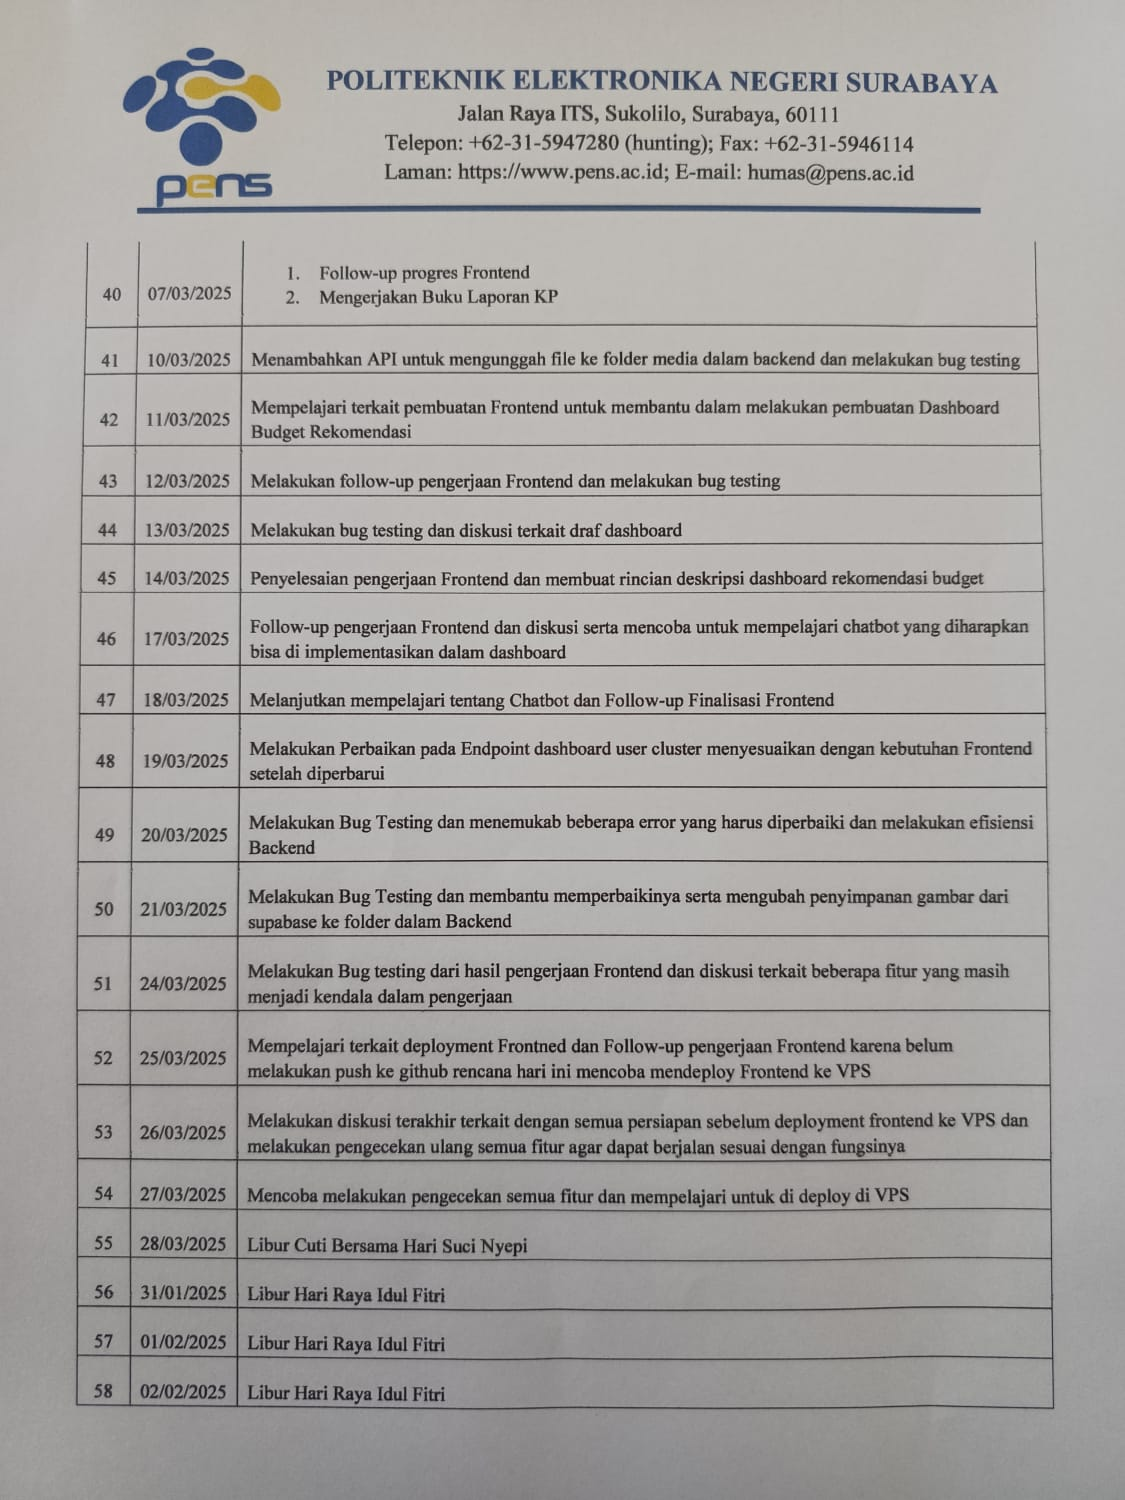 POLITEKNIK ELEKTRONIKA NEGERI SURABAYA
Jalan Raya ITS, Sukolilo, Surabaya, 60111
Telepon: +62-31-5947280 (hunting); Fax: +62-31-5946114
Laman: https://www.pens.ac.id; E-mail: humas@pens.ac.id
pens
40 07/03/2025 1. Follow-up progres Frontend
2. Mengerjakan Buku Laporan KP
41 10/03/2025 Menambahkan API untuk mengunggah file ke folder media dalam backend dan melakukan bug testing
42 11/03/2025 Mempelajari terkait pembuatan Frontend untuk membantu dalam melakukan pembuatan Dashboard
Budget Rekomendasi
43 12/03/2025 Melakukan follow-up pengerjaan Frontend dan melakukan bug testing
44 13/03/2025 Melakukan bug testing dan diskusi terkait draf dashboard
45 14/03/2025 Penyelesaian pengerjaan Frontend dan membuat rincian deskripsi dashboard rekomendasi budget
46 17/03/2025 Follow-up pengerjaan Frontend dan diskusi serta mencoba untuk mempelajari chatbot yang diharapkan
bisa di implementasikan dalam dashboard
47 18/03/2025 Melanjutkan mempelajari tentang Chatbot dan Follow-up Finalisasi Frontend
48 19/03/2025 Melakukan Perbaikan pada Endpoint dashboard user cluster menyesuaikan dengan kebutuhan Frontend
setelah diperbarui
49 20/03/2025 Melakukan Bug Testing dan menemukab beberapa error yang harus diperbaiki dan melakukan efisiensi
Backend
50 21/03/2025 Melakukan Bug Testing dan membantu memperbaikinya serta mengubah penyimpanan gambar dari
supabase ke folder dalam Backend
51 24/03/2025 Melakukan Bug testing dari hasil pengerjaan Frontend dan diskusi terkait beberapa fitur yang masih
menjadi kendala dalam pengerjaan
52 25/03/2025 Mempelajari terkait deployment Frontned dan Follow-up pengerjaan Frontend karena belum
melakukan push ke github rencana hari ini mencoba mendeploy Frontend ke VPS
53 26/03/2025 Melakukan diskusi terakhir terkait dengan semua persiapan sebelum deployment frontend ke VPS dan
melakukan pengecekan ulang semua fitur agar dapat berjalan sesuai dengan fungsinya
54 27/03/2025 Mencoba melakukan pengecekan semua fitur dan mempelajari untuk di deploy di VPS
55 28/03/2025 Libur Cuti Bersama Hari Suci Nyepi
56 31/01/2025 Libur Hari Raya Idul Fitri
57 01/02/2025 Libur Hari Raya Idul Fitri
58 02/02/2025 Libur Hari Raya Idul Fitri